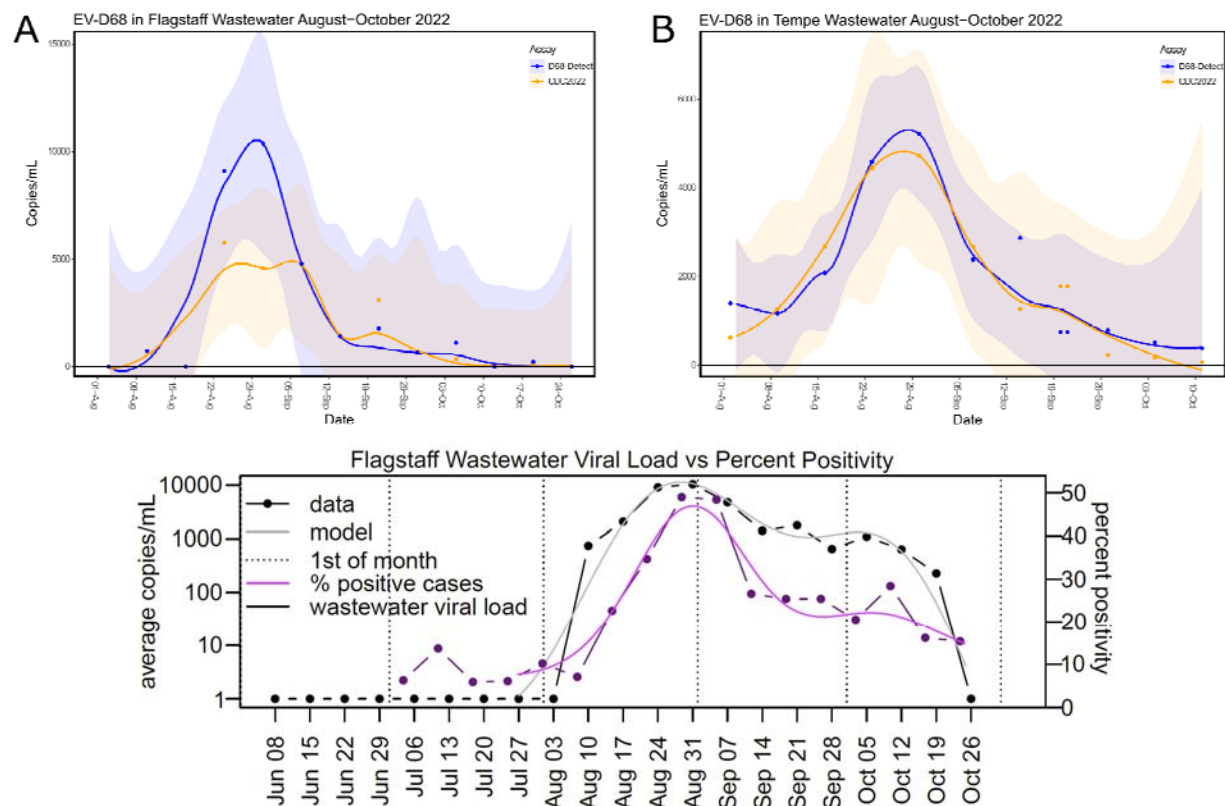 A
EV-D68 in Flagstaff Wastewater August–October 2022
Copies/mL
15000
10000
5000
0
Assay
D68-Detect
CDC2022
Date
B
EV-D68 in Tempe Wastewater August–October 2022
Copies/mL
6000
4000
2000
0
Assay
D68-Detect
CDC2022
Date
Flagstaff Wastewater Viral Load vs Percent Positivity
average copies/mL
10000
1000
100
10
1
data
model
1st of month
% positive cases
wastewater viral load
50
40
30
20
10
0
percent positivity
Jun 08
Jun 15
Jun 22
Jun 29
Jul 06
Jul 13
Jul 20
Jul 27
Aug 03
Aug 10
Aug 17
Aug 24
Aug 31
Sep 07
Sep 14
Sep 21
Sep 28
Oct 05
Oct 12
Oct 19
Oct 26